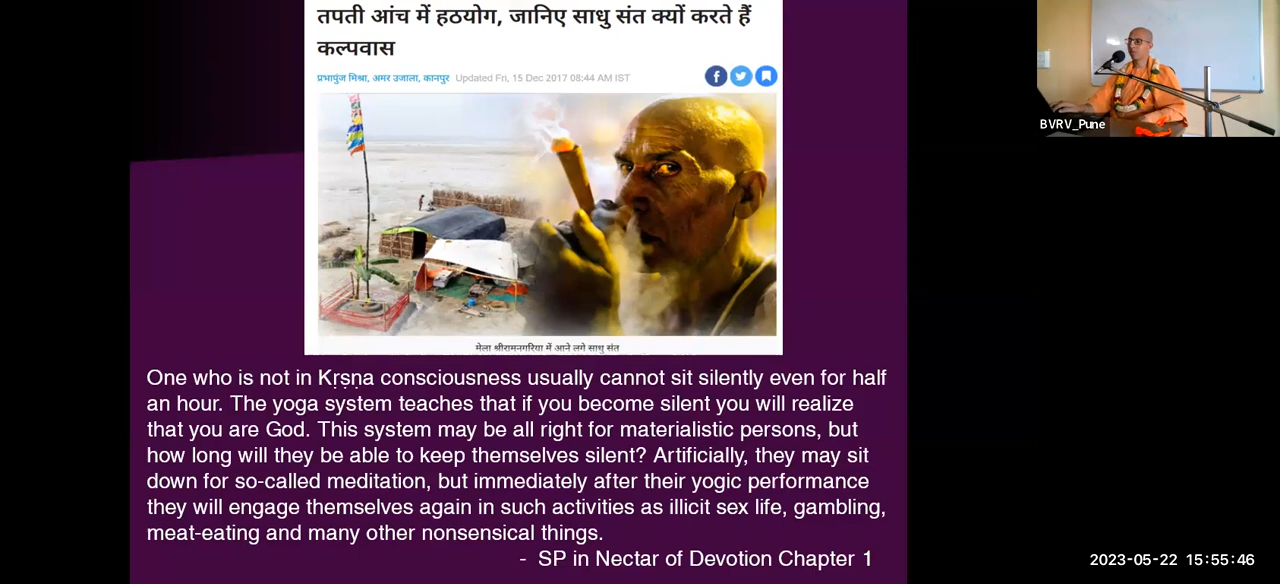 तपती आंच में हठयोग, जानिए साधु संत क्यों करते हैं
कल्पवास
प्रभापुंज मिश्रा, अमर उजाला, कानपुर Updated Fri, 15 Dec 2017 08:44 AM IST
BVRV_Pune
मेला श्रीरामनगरिया में आने लगे साधु संत
One who is not in Kṛṣṇa consciousness usually cannot sit silently even for half
an hour. The yoga system teaches that if you become silent you will realize
that you are God. This system may be all right for materialistic persons, but
how long will they be able to keep themselves silent? Artificially, they may sit
down for so-called meditation, but immediately after their yogic performance
they will engage themselves again in such activities as illicit sex life, gambling,
meat-eating and many other nonsensical things.
- SP in Nectar of Devotion Chapter 1
2023-05-22 15:55:46